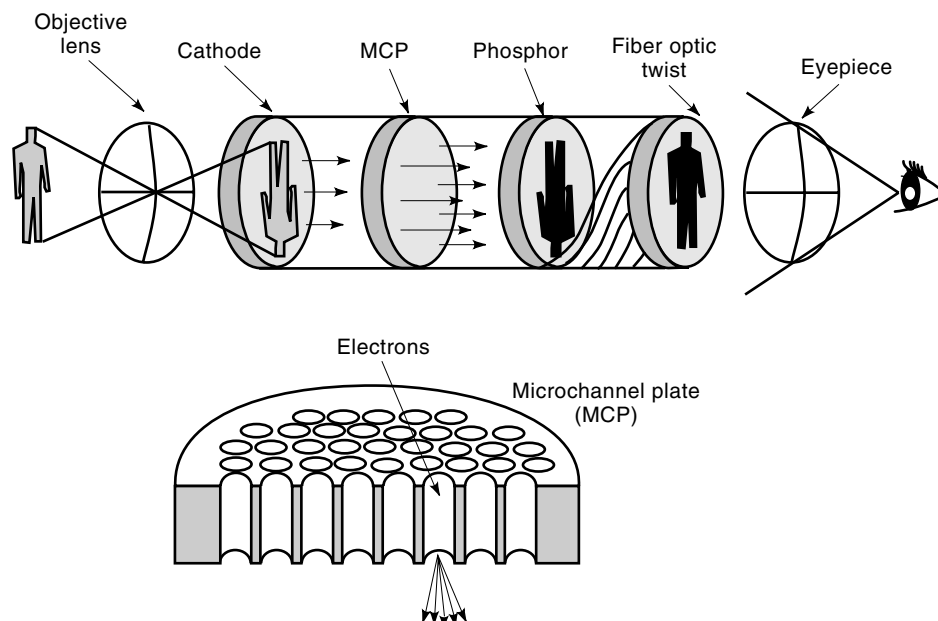 Objective
lens
Cathode
MCP
Phosphor
Fiber optic
twist
Eyepiece
Electrons
Microchannel plate
(MCP)